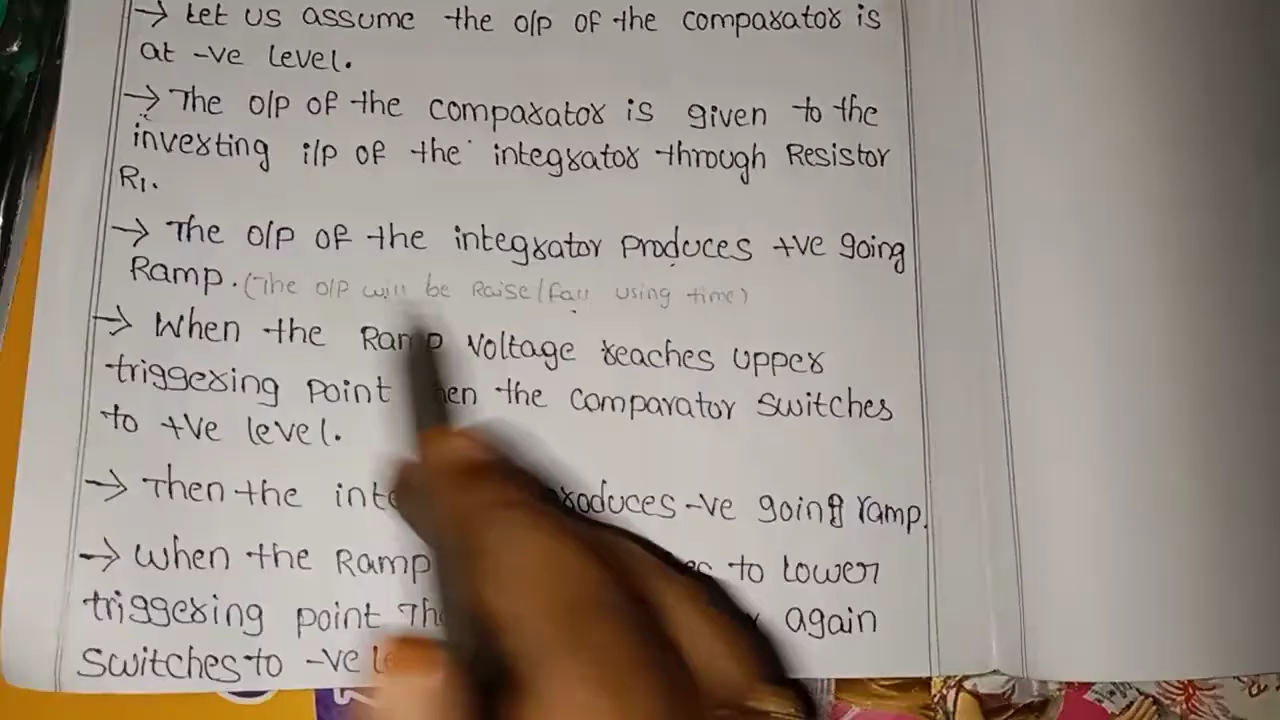 → Let us assume the o/p of the comparator is
at -ve level.
→ The o/p of the comparator is given to the
inverting i/p of the integrator through Resistor
R1.
→ The o/p of the integrator produces +ve going
Ramp. (The o/p will be Raise/fall using time)
→ When the Ramp voltage reaches upper
triggering point the comparator switches
to +ve level.
→ Then the produces -ve going ramp.
→ When the Ramp to lower
triggering point again
switches to -ve